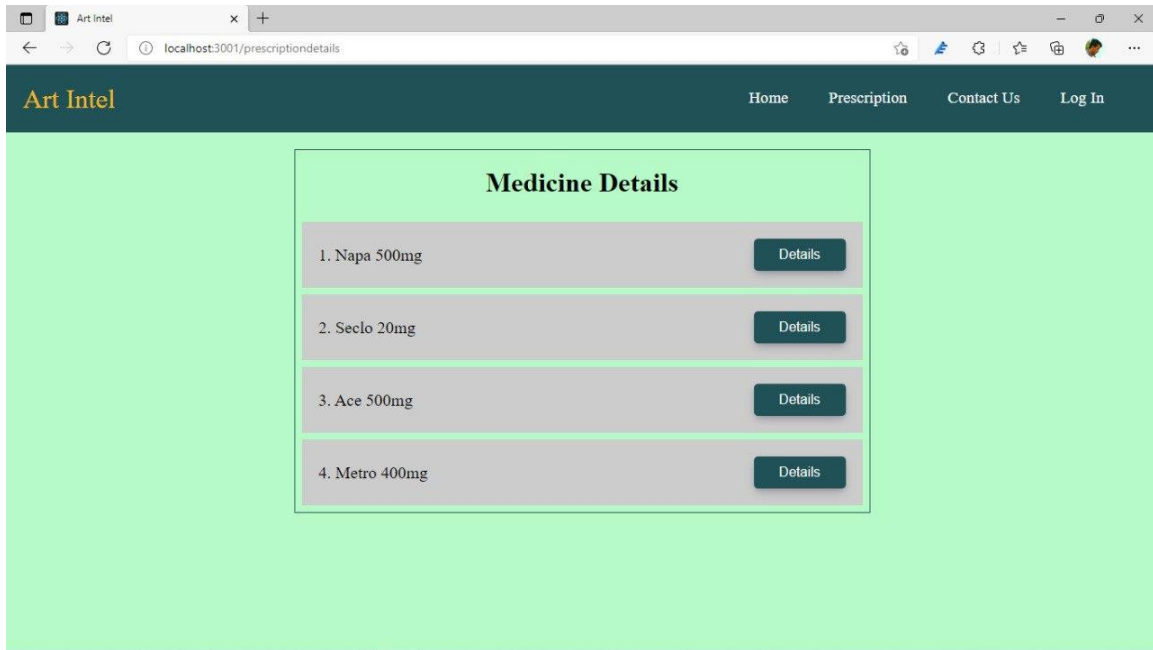 Art Intel
localhost:3001/prescriptiondetails
Art Intel Home Prescription Contact Us Log In
Medicine Details
1. Napa 500mg Details
2. Seclo 20mg Details
3. Ace 500mg Details
4. Metro 400mg Details